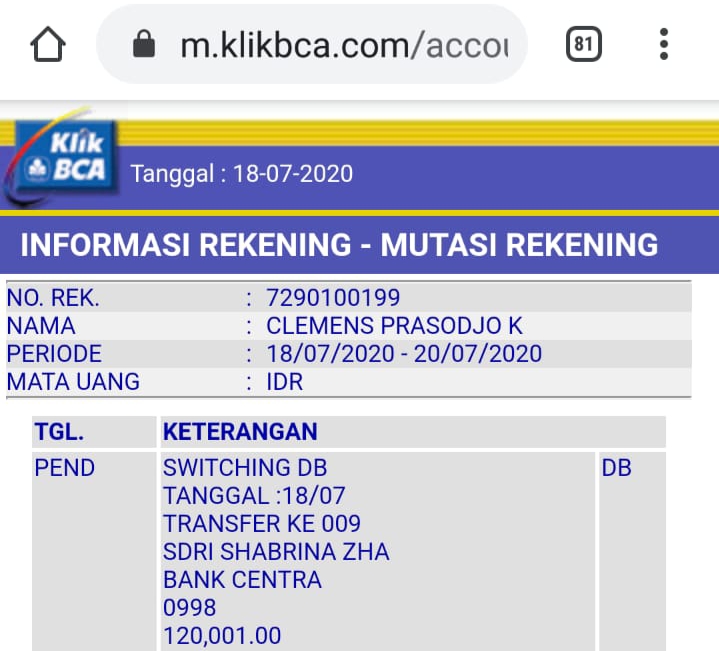 m.klikbca.com/accou
81
Klik
BCA
Tanggal : 18-07-2020
INFORMASI REKENING - MUTASI REKENING
NO. REK. : 7290100199
NAMA : CLEMENS PRASODJO K
PERIODE : 18/07/2020 - 20/07/2020
MATA UANG : IDR
TGL. KETERANGAN
PEND SWITCHING DB DB
TANGGAL :18/07
TRANSFER KE 009
SDRI SHABRINA ZHA
BANK CENTRA
0998
120,001.00